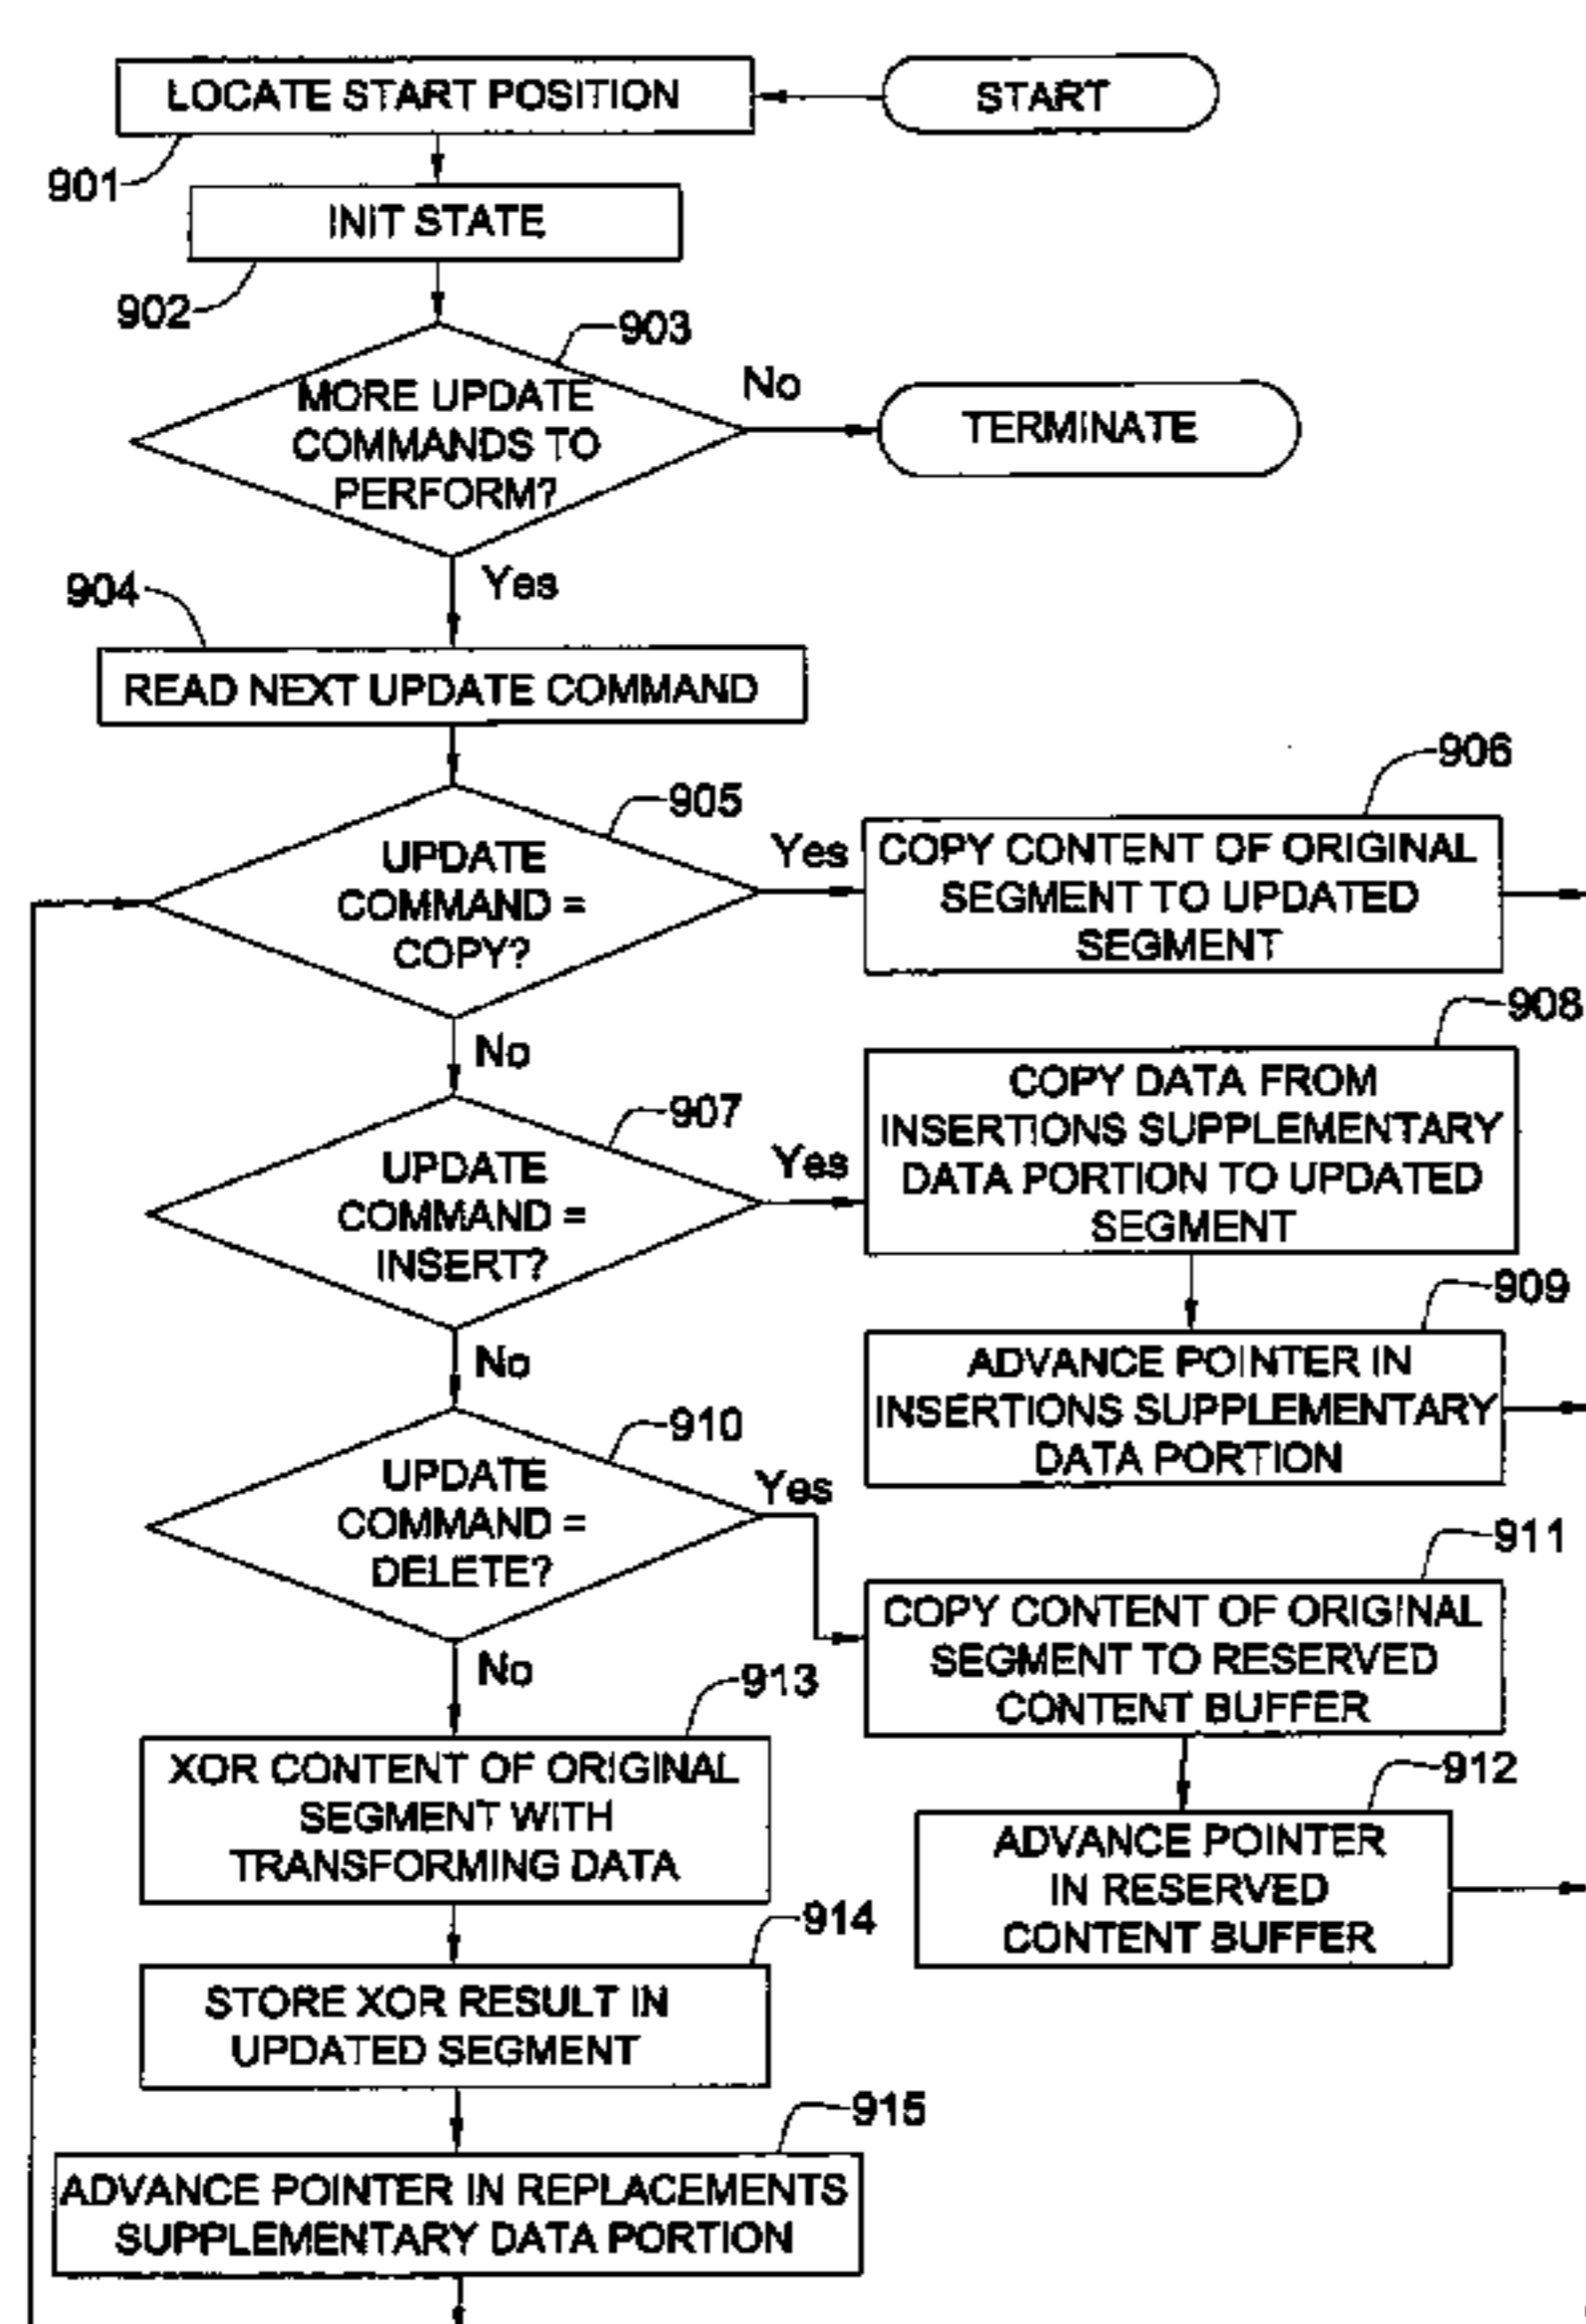 START
LOCATE START POSITION
901
INIT STATE
902
903
MORE UPDATE
COMMANDS TO
PERFORM?
No
TERMINATE
Yes
904
READ NEXT UPDATE COMMAND
905
UPDATE
COMMAND =
COPY?
Yes
906
COPY CONTENT OF ORIGINAL
SEGMENT TO UPDATED
SEGMENT
No
907
UPDATE
COMMAND =
INSERT?
Yes
908
COPY DATA FROM
INSERTIONS SUPPLEMENTARY
DATA PORTION TO UPDATED
SEGMENT
909
ADVANCE POINTER IN
INSERTIONS SUPPLEMENTARY
DATA PORTION
No
910
UPDATE
COMMAND =
DELETE?
Yes
911
COPY CONTENT OF ORIGINAL
SEGMENT TO RESERVED
CONTENT BUFFER
912
ADVANCE POINTER
IN RESERVED
CONTENT BUFFER
No
913
XOR CONTENT OF ORIGINAL
SEGMENT WITH
TRANSFORMING DATA
914
STORE XOR RESULT IN
UPDATED SEGMENT
915
ADVANCE POINTER IN REPLACEMENTS
SUPPLEMENTARY DATA PORTION